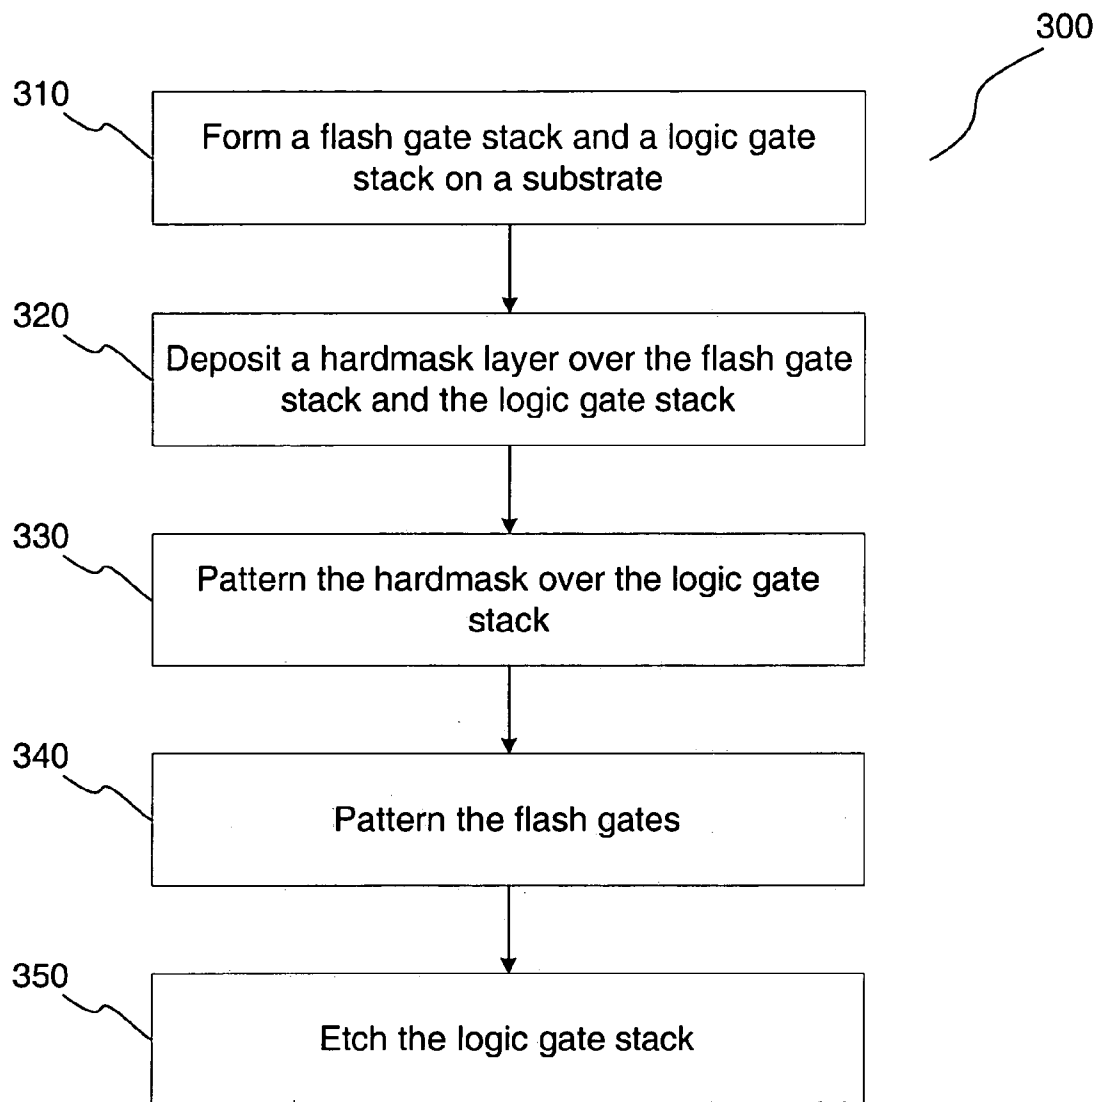 300
310
Form a flash gate stack and a logic gate
stack on a substrate
320
Deposit a hardmask layer over the flash gate
stack and the logic gate stack
330
Pattern the hardmask over the logic gate
stack
340
Pattern the flash gates
350
Etch the logic gate stack